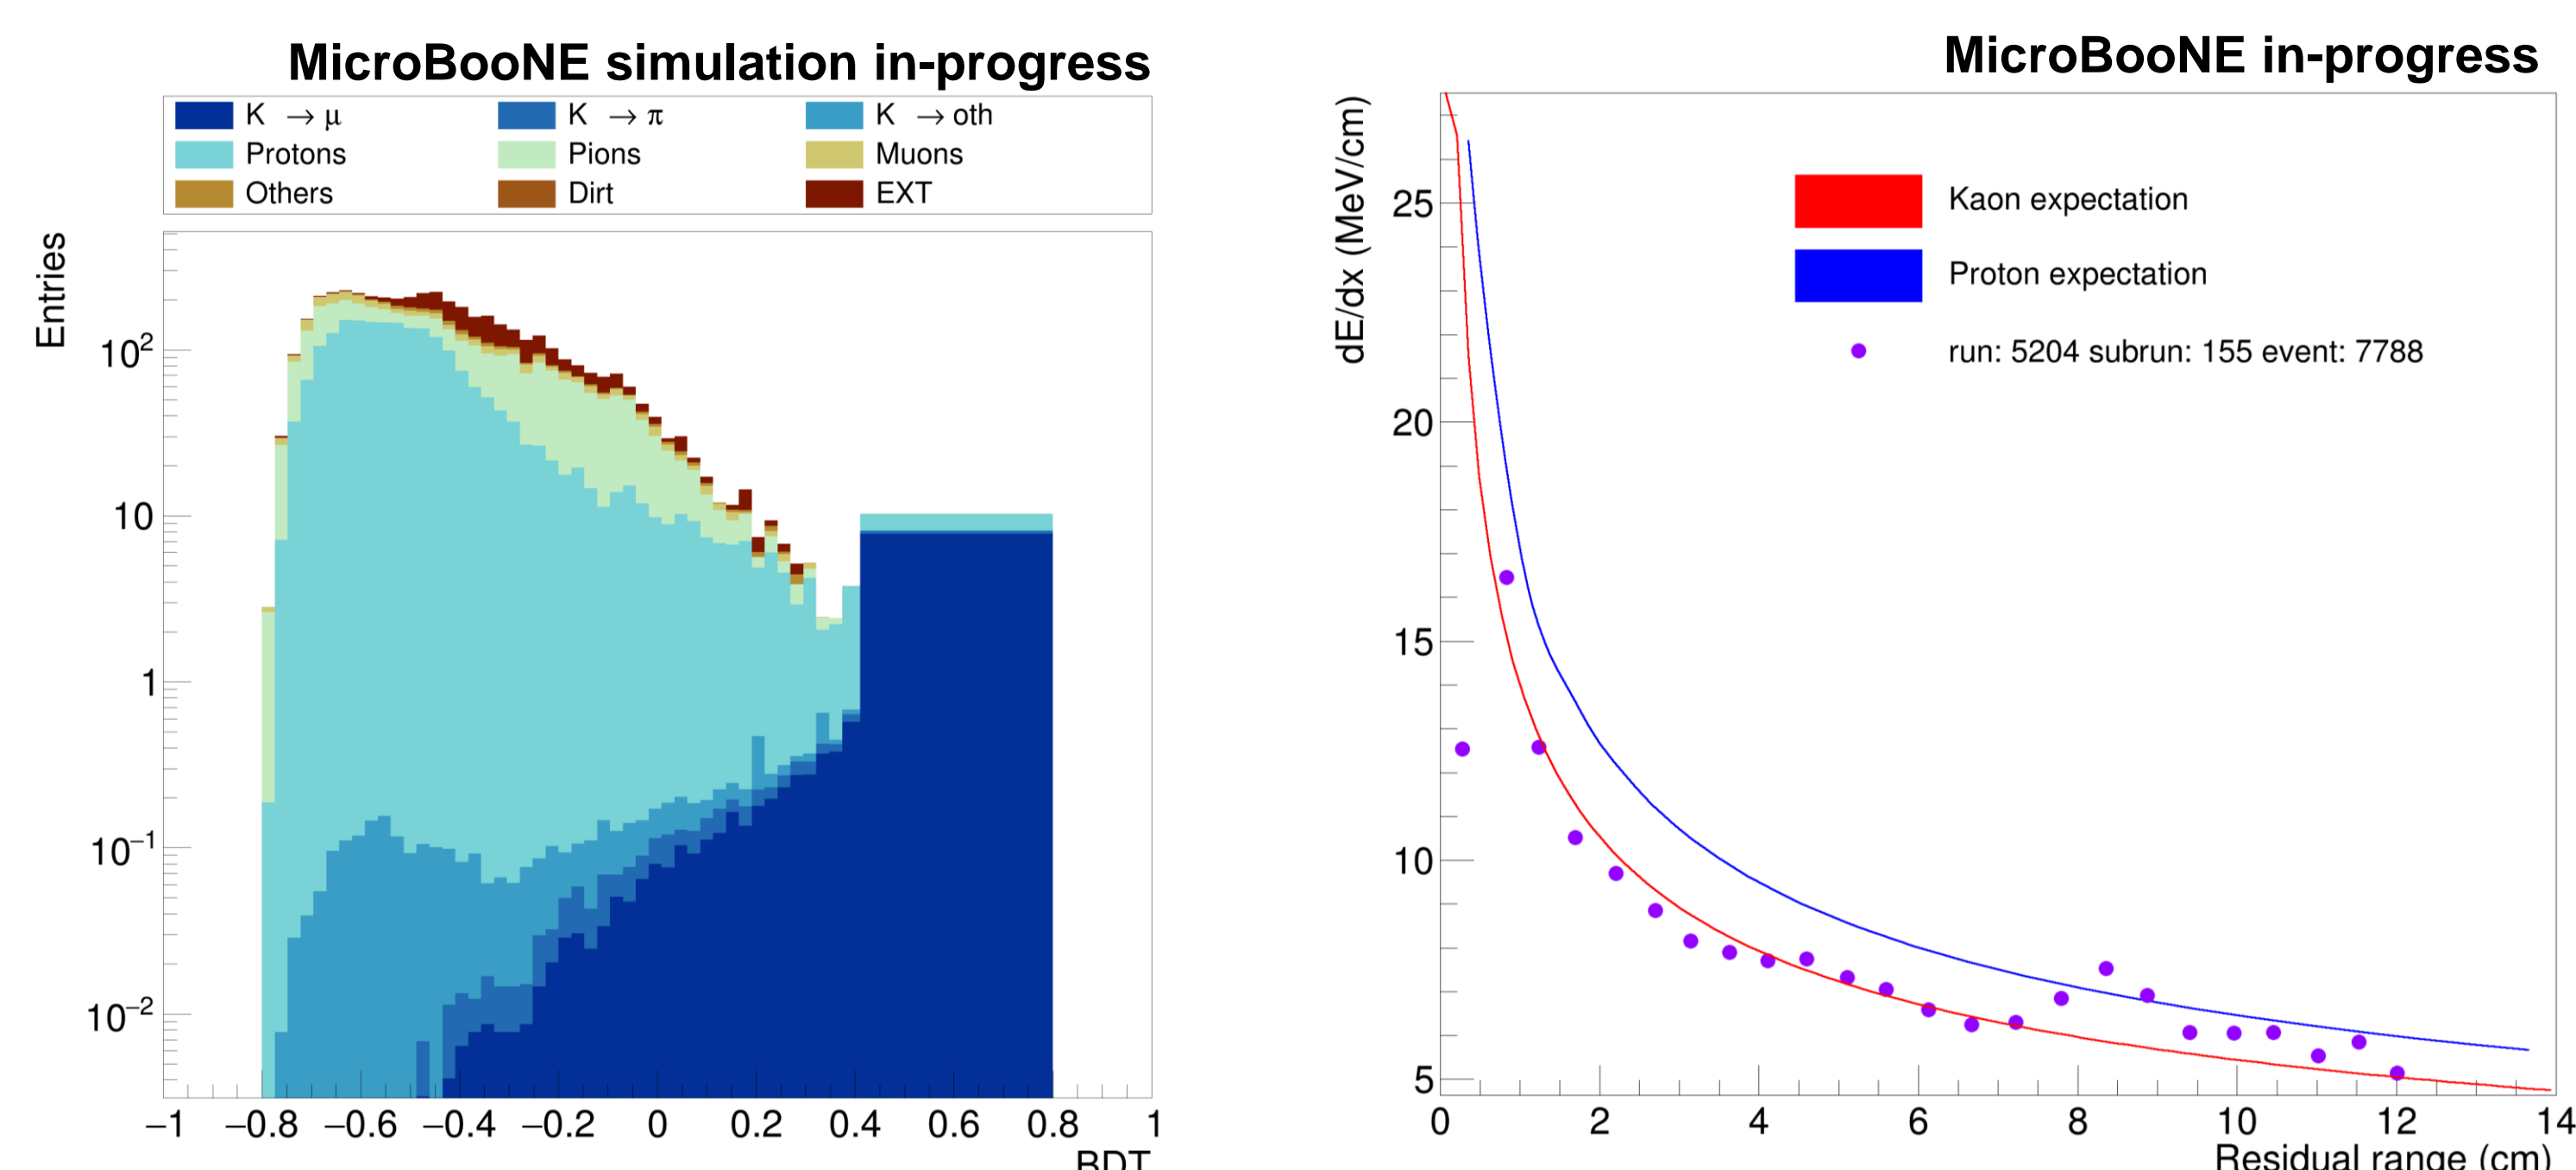 MicroBooNE simulation in-progress
K → μ
K → π
K → oth
Protons
Pions
Muons
Others
Dirt
EXT
Entries
10²
10
1
10⁻¹
10⁻²
−1 −0.8 −0.6 −0.4 −0.2 0 0.2 0.4 0.6 0.8 1
BDT
MicroBooNE in-progress
dE/dx (MeV/cm)
Kaon expectation
Proton expectation
run: 5204 subrun: 155 event: 7788
25
20
15
10
5
0 2 4 6 8 10 12 14
Residual range (cm)